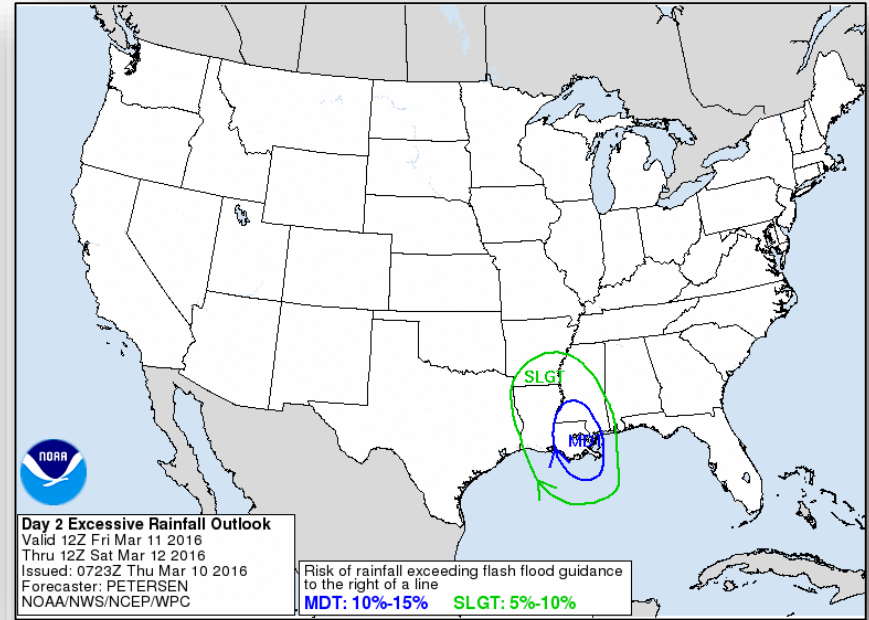 SLGT
MDT
NOAA
Day 2 Excessive Rainfall Outlook
Valid 12Z Fri Mar 11 2016
Thru 12Z Sat Mar 12 2016
Issued: 0723Z Thu Mar 10 2016
Forecaster: PETERSEN
NOAA/NWS/NCEP/WPC
Risk of rainfall exceeding flash flood guidance
to the right of a line
MDT: 10%-15% SLGT: 5%-10%